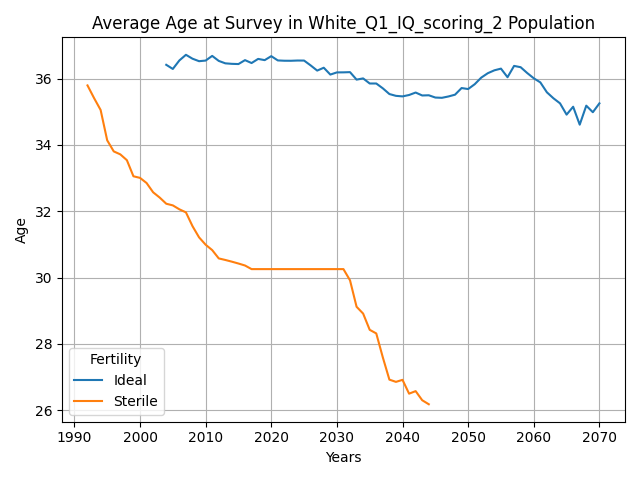 Average Age at Survey in White_Q1_IQ_scoring_2 Population
Age
36
34
32
30
28
26
Fertility
Ideal
Sterile
1990 2000 2010 2020 2030 2040 2050 2060 2070
Years